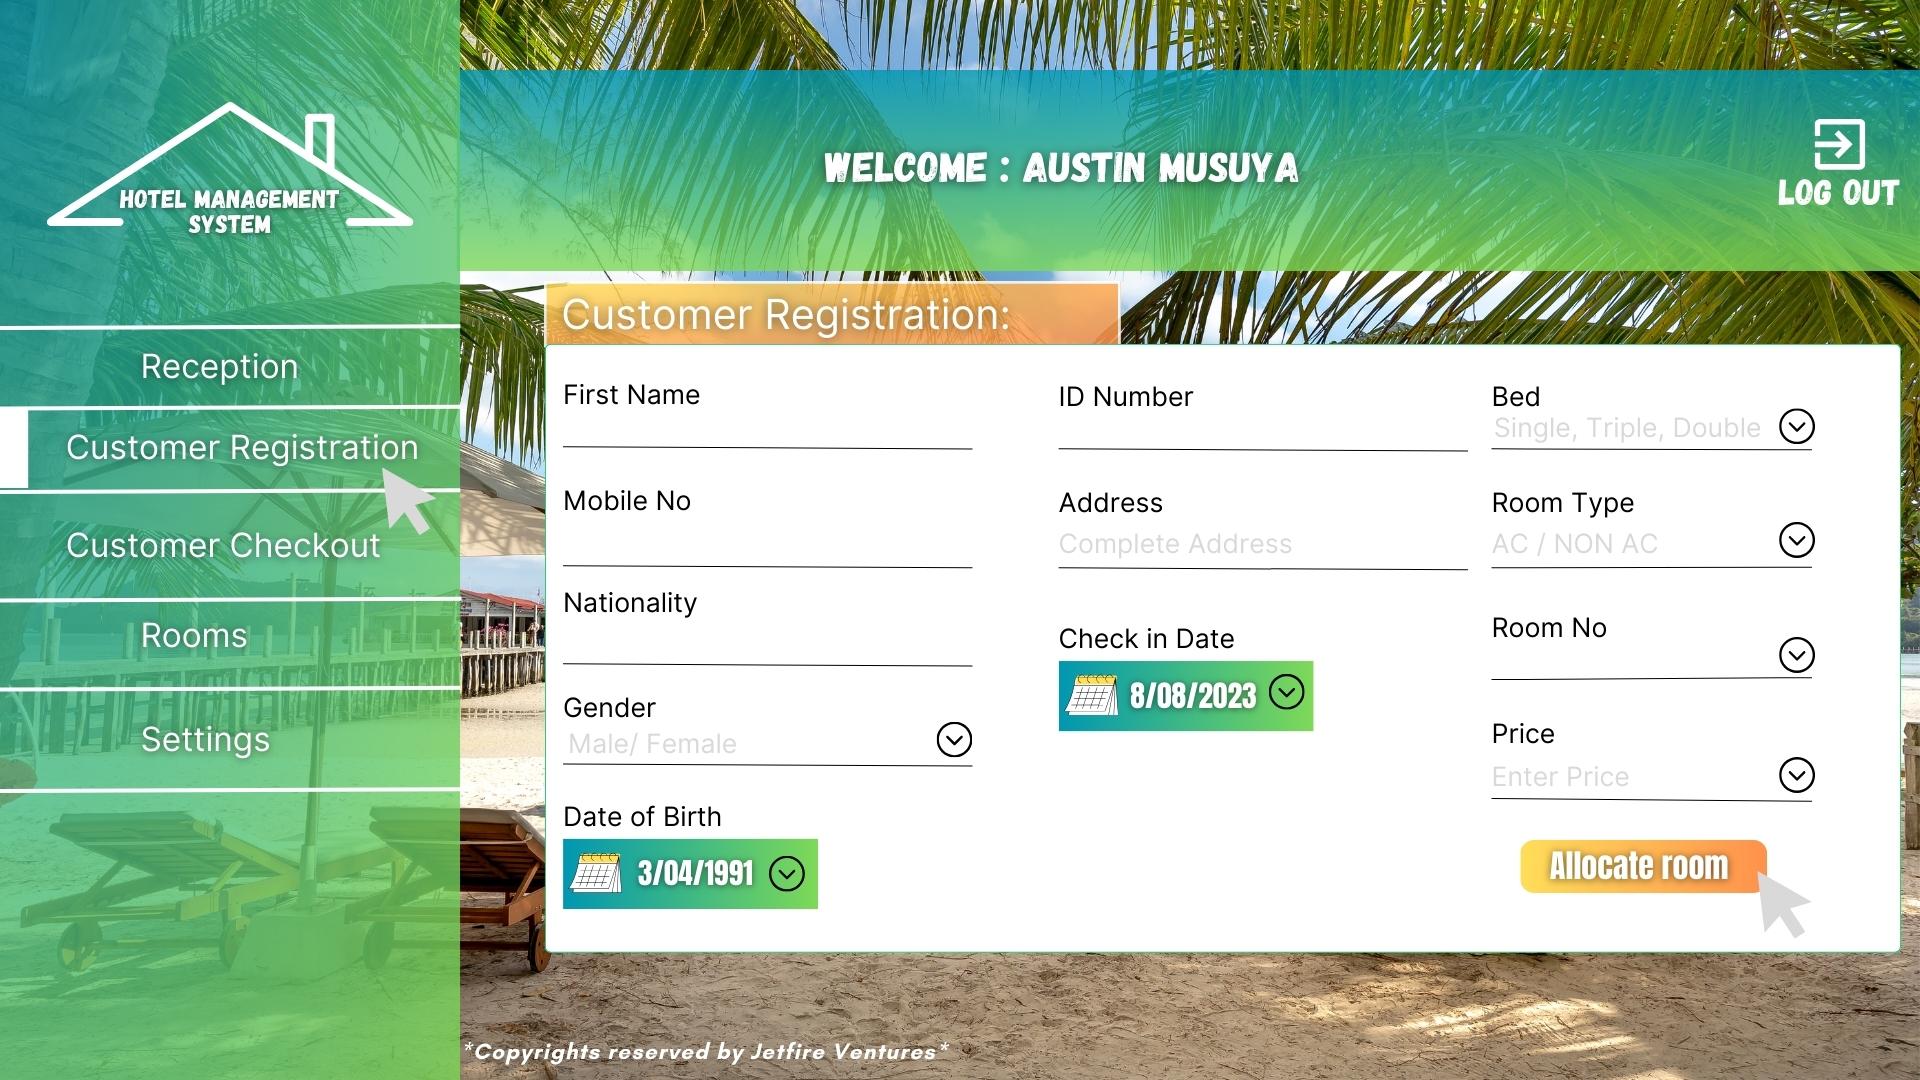 HOTEL MANAGEMENT
SYSTEM
WELCOME : AUSTIN MUSUYA
LOG OUT
Reception
Customer Registration
Customer Checkout
Rooms
Settings
Customer Registration:
First Name
Mobile No
Nationality
Gender
Male/ Female
Date of Birth
3/04/1991
ID Number
Address
Complete Address
Check in Date
8/08/2023
Bed
Single, Triple, Double
Room Type
AC / NON AC
Room No
Price
Enter Price
Allocate room
*Copyrights reserved by Jetfire Ventures*